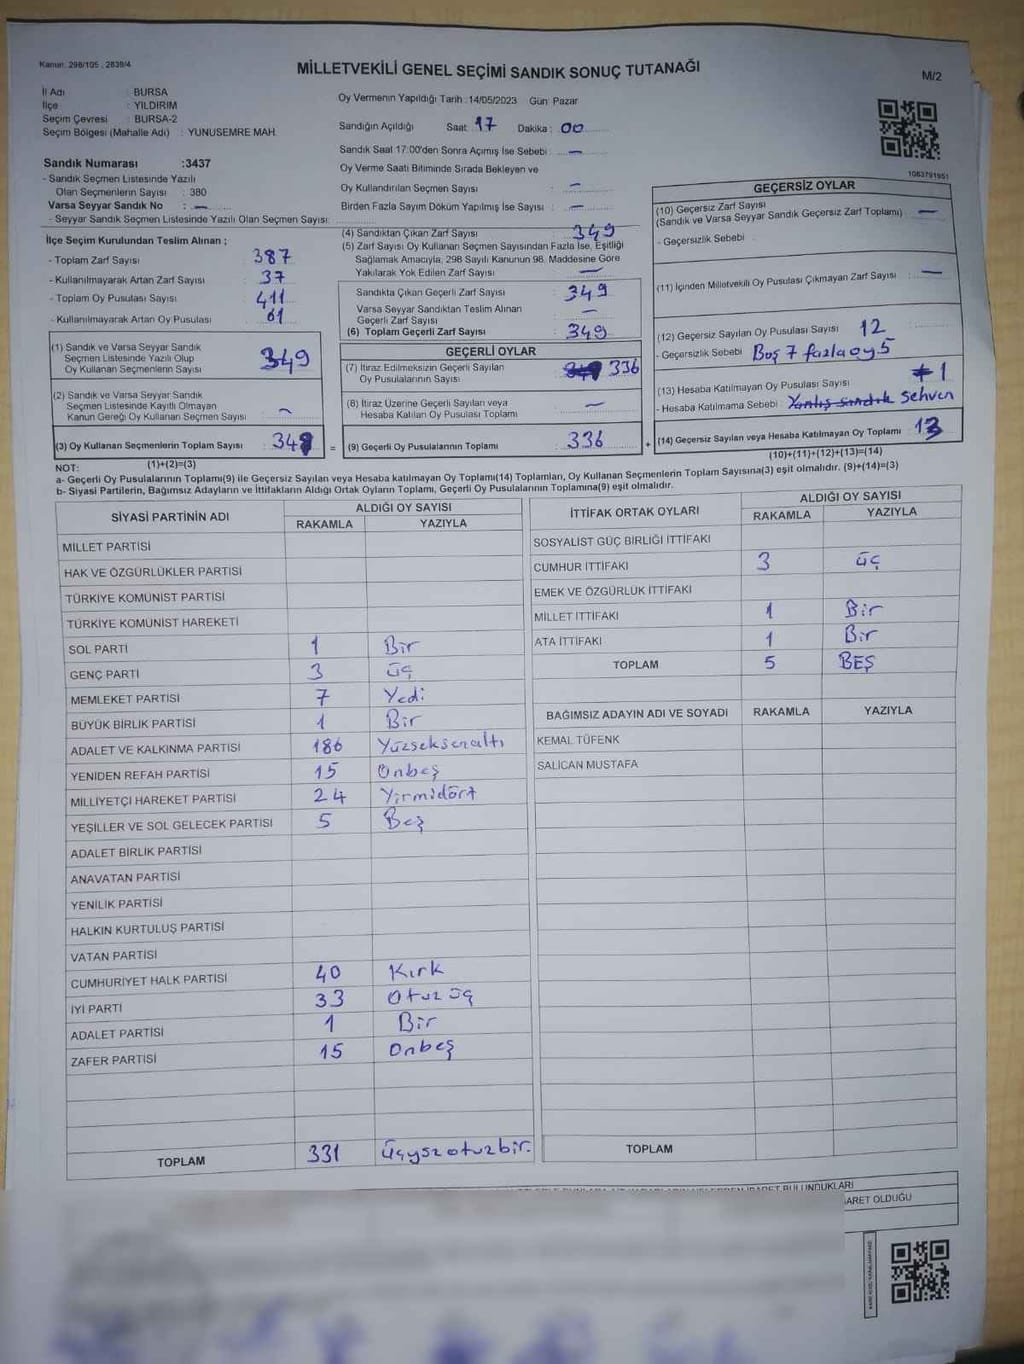 Kanun: 298/105 , 2839/4
MİLLETVEKİLİ GENEL SEÇİMİ SANDIK SONUÇ TUTANAĞI
M/2
İl Adı : BURSA
İlçe : YILDIRIM
Seçim Çevresi : BURSA-2
Seçim Bölgesi (Mahalle Adı) : YUNUSEMRE MAH.
Oy Vermenin Yapıldığı Tarih : 14/05/2023 Gün: Pazar
Sandığın Açıldığı Saat: 17 Dakika : 00
Sandık Saat 17:00'den Sonra Açımış İse Sebebi : —
Oy Verme Saati Bitiminde Sırada Bekleyen ve
Oy Kullandırılan Seçmen Sayısı : —
Birden Fazla Sayım Döküm Yapılmış İse Sayısı : —
1083791951
Sandık Numarası :3437
- Sandık Seçmen Listesinde Yazılı
Olan Seçmenlerin Sayısı : 380
Varsa Seyyar Sandık No : —
- Seyyar Sandık Seçmen Listesinde Yazılı Olan Seçmen Sayısı:
İlçe Seçim Kurulundan Teslim Alınan ;
- Toplam Zarf Sayısı : 387
- Kullanılmayarak Artan Zarf Sayısı : 37
- Toplam Oy Pusulası Sayısı : 411
- Kullanılmayarak Artan Oy Pusulası : 61
(4) Sandıktan Çıkan Zarf Sayısı : 349
(5) Zarf Sayısı Oy Kullanan Seçmen Sayısından Fazla İse, Eşitliği
Sağlamak Amacıyla, 298 Sayılı Kanunun 98. Maddesine Göre
Yakılarak Yok Edilen Zarf Sayısı : —
Sandıkta Çıkan Geçerli Zarf Sayısı : 349
Varsa Seyyar Sandıktan Teslim Alınan
Geçerli Zarf Sayısı : —
(6) Toplam Geçerli Zarf Sayısı : 349
GEÇERSİZ OYLAR
(10) Geçersiz Zarf Sayısı
(Sandık ve Varsa Seyyar Sandık Geçersiz Zarf Toplamı) : —
- Geçersizlik Sebebi :
(11) İçinden Milletvekili Oy Pusulası Çıkmayan Zarf Sayısı : —
(12) Geçersiz Sayılan Oy Pusulası Sayısı : 12
- Geçersizlik Sebebi : Boş 7 fazla oy 5
(13) Hesaba Katılmayan Oy Pusulası Sayısı : 1
- Hesaba Katılmama Sebebi : Yanlış sandık sehven
(14) Geçersiz Sayılan veya Hesaba Katılmayan Oy Toplamı : 13
(10)+(11)+(12)+(13)=(14)
(1) Sandık ve Varsa Seyyar Sandık
Seçmen Listesinde Yazılı Olup
Oy Kullanan Seçmenlerin Sayısı : 349
(2) Sandık ve Varsa Seyyar Sandık
Seçmen Listesinde Kayıtlı Olmayan
Kanun Gereği Oy Kullanan Seçmen Sayısı : —
(3) Oy Kullanan Seçmenlerin Toplam Sayısı : 349 =
(1)+(2)=(3)
GEÇERLİ OYLAR
(7) İtiraz Edilmeksizin Geçerli Sayılan
Oy Pusulalarının Sayısı : 349 336
(8) İtiraz Üzerine Geçerli Sayılan veya
Hesaba Katılan Oy Pusulası Toplamı : —
(9) Geçerli Oy Pusulalarının Toplamı : 336 +
NOT:
a- Geçerli Oy Pusulalarının Toplamı(9) ile Geçersiz Sayılan veya Hesaba katılmayan Oy Toplamı(14) Toplamları, Oy Kullanan Seçmenlerin Toplam Sayısına(3) eşit olmalıdır. (9)+(14)=(3)
b- Siyasi Partilerin, Bağımsız Adayların ve İttifakların Aldığı Ortak Oyların Toplamı, Geçerli Oy Pusulalarının Toplamına(9) eşit olmalıdır.
SİYASİ PARTİNİN ADI ALDIĞI OY SAYISI
RAKAMLA YAZIYLA
MİLLET PARTİSİ
HAK VE ÖZGÜRLÜKLER PARTİSİ
TÜRKİYE KOMÜNİST PARTİSİ
TÜRKİYE KOMÜNİST HAREKETİ
SOL PARTİ 1 Bir
GENÇ PARTİ 3 üç
MEMLEKET PARTİSİ 7 Yedi
BÜYÜK BİRLİK PARTİSİ 1 Bir
ADALET VE KALKINMA PARTİSİ 186 Yüzseksenaltı
YENİDEN REFAH PARTİSİ 15 Onbeş
MİLLİYETÇİ HAREKET PARTİSİ 24 Yirmidört
YEŞİLLER VE SOL GELECEK PARTİSİ 5 Beş
ADALET BİRLİK PARTİSİ
ANAVATAN PARTİSİ
YENİLİK PARTİSİ
HALKIN KURTULUŞ PARTİSİ
VATAN PARTİSİ
CUMHURİYET HALK PARTİSİ 40 Kırk
İYİ PARTİ 33 Otuz üç
ADALET PARTİSİ 1 Bir
ZAFER PARTİSİ 15 Onbeş
TOPLAM 331 üçyüzotuzbir.
İTTİFAK ORTAK OYLARI ALDIĞI OY SAYISI
RAKAMLA YAZIYLA
SOSYALİST GÜÇ BİRLİĞİ İTTİFAKI
CUMHUR İTTİFAKI 3 üç
EMEK VE ÖZGÜRLÜK İTTİFAKI
MİLLET İTTİFAKI 1 Bir
ATA İTTİFAKI 1 Bir
TOPLAM 5 BEŞ
BAĞIMSIZ ADAYIN ADI VE SOYADI RAKAMLA YAZIYLA
KEMAL TÜFENK
SALİCAN MUSTAFA
TOPLAM
BULUNDUKLARI
ARET OLDUĞU